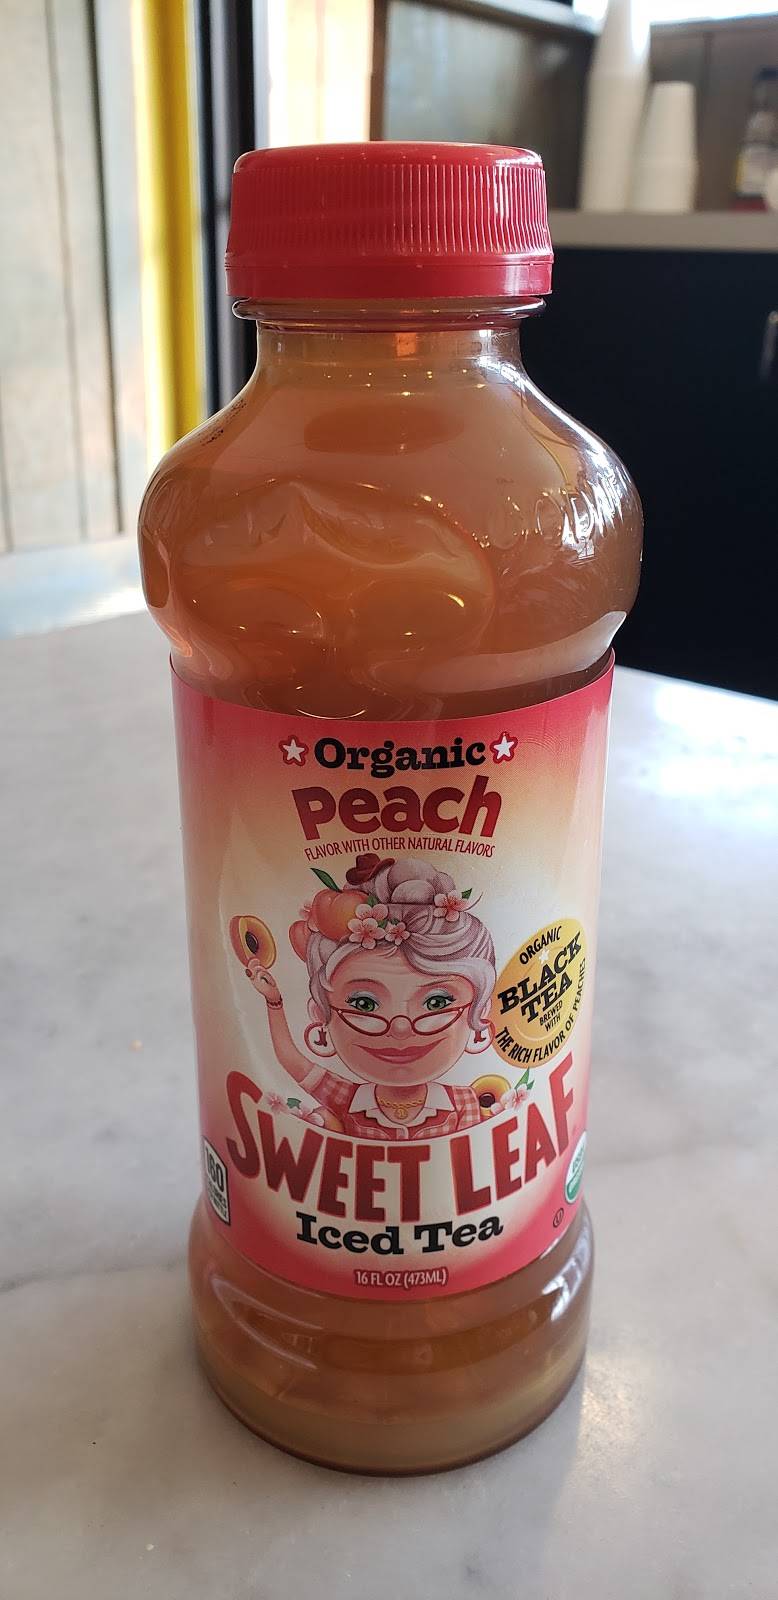 Organic
Peach
FLAVOR WITH OTHER NATURAL FLAVORS
ORGANIC
BLACK
TEA
BREWED
WITH
THE RICH FLAVOR OF PEACHES
SWEET LEAF
Iced Tea
160
16 FL OZ (473ML)